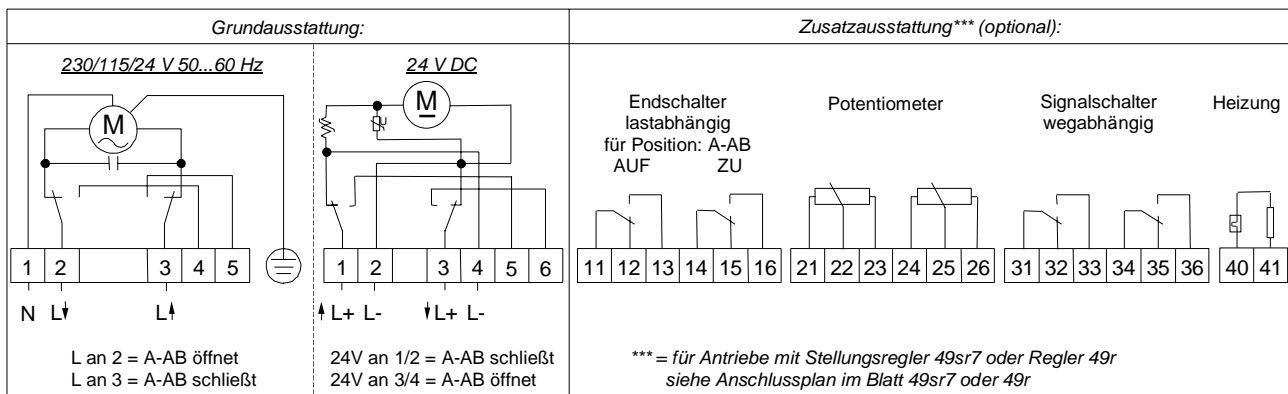 Grundausstattung:
Zusatzausstattung*** (optional):
230/115/24 V 50...60 Hz
24 V DC
M
M
Endschalter
lastabhängig
für Position: A-AB
AUF ZU
Potentiometer
Signalschalter
wegabhängig
Heizung
1 2 3 4 5
1 2 3 4 5 6
11 12 13 14 15 16
21 22 23 24 25 26
31 32 33 34 35 36
40 41
N L↓ L↑
↑ L+ L- ↓ L+ L-
L an 2 = A-AB öffnet
L an 3 = A-AB schließt
24V an 1/2 = A-AB schließt
24V an 3/4 = A-AB öffnet
*** = für Antriebe mit Stellungsregler 49sr7 oder Regler 49r
siehe Anschlussplan im Blatt 49sr7 oder 49r